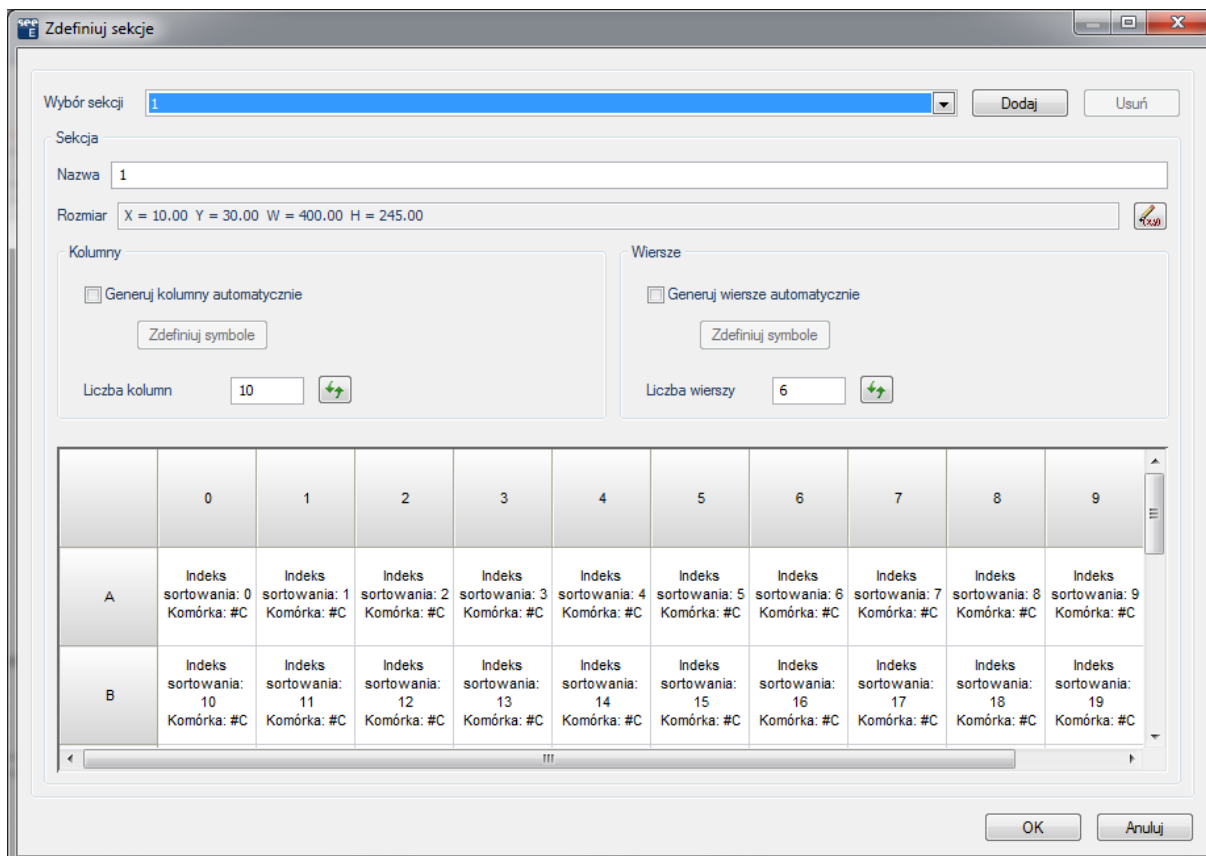 see E Zdefiniuj sekcje
Wybór sekcji 1 Dodaj Usuń
Sekcja
Nazwa 1
Rozmiar X = 10.00 Y = 30.00 W = 400.00 H = 245.00 (x,y)
Kolumny Wiersze
Generuj kolumny automatycznie Generuj wiersze automatycznie
Zdefiniuj symbole Zdefiniuj symbole
Liczba kolumn 10 Liczba wierszy 6
0 1 2 3 4 5 6 7 8 9
Indeks Indeks Indeks Indeks Indeks Indeks Indeks Indeks Indeks Indeks
A sortowania: 0 sortowania: 1 sortowania: 2 sortowania: 3 sortowania: 4 sortowania: 5 sortowania: 6 sortowania: 7 sortowania: 8 sortowania: 9
Komórka: #C Komórka: #C Komórka: #C Komórka: #C Komórka: #C Komórka: #C Komórka: #C Komórka: #C Komórka: #C Komórka: #C
Indeks Indeks Indeks Indeks Indeks Indeks Indeks Indeks Indeks Indeks
B sortowania: sortowania: sortowania: sortowania: sortowania: sortowania: sortowania: sortowania: sortowania: sortowania:
10 11 12 13 14 15 16 17 18 19
Komórka: #C Komórka: #C Komórka: #C Komórka: #C Komórka: #C Komórka: #C Komórka: #C Komórka: #C Komórka: #C Komórka: #C
OK Anuluj